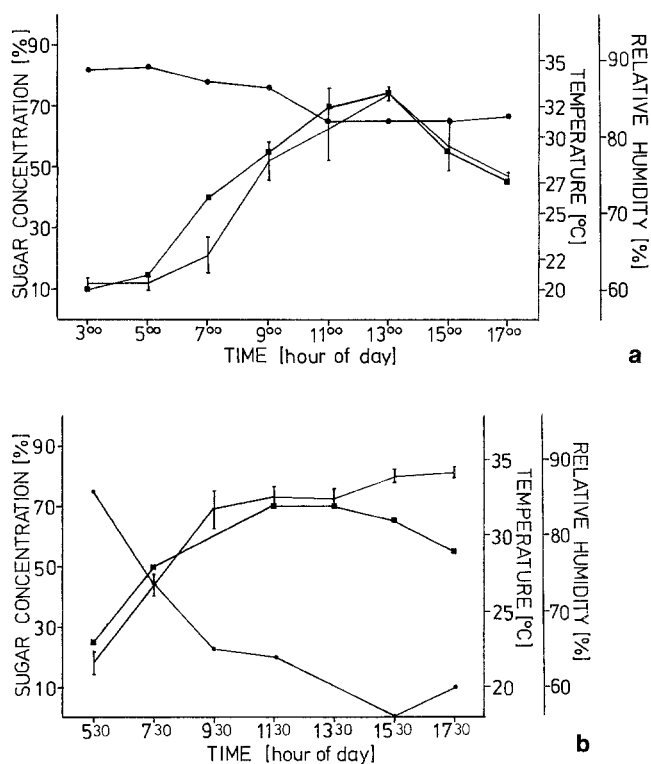 SUGAR CONCENTRATION [%]
90
70
50
30
10
35
32
30
27
25
22
20
TEMPERATURE [°C]
90
80
70
60
RELATIVE HUMIDITY [%]
3⁰⁰ 5⁰⁰ 7⁰⁰ 9⁰⁰ 11⁰⁰ 13⁰⁰ 15⁰⁰ 17⁰⁰
TIME [hour of day]
a
SUGAR CONCENTRATION [%]
90
70
50
30
10
35
30
25
20
TEMPERATURE [°C]
90
80
70
60
RELATIVE HUMIDITY [%]
5³⁰ 7³⁰ 9³⁰ 11³⁰ 13³⁰ 15³⁰ 17³⁰
TIME [hour of day]
b